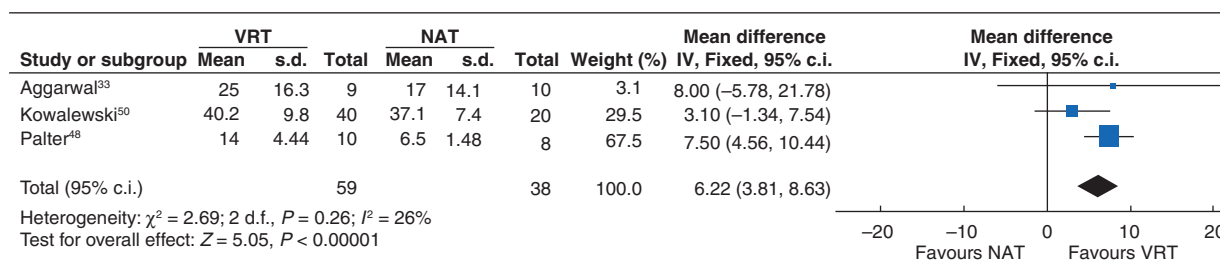 VRT NAT Mean difference Mean difference
Study or subgroup Mean s.d. Total Mean s.d. Total Weight (%) IV, Fixed, 95% c.i. IV, Fixed, 95% c.i.
Aggarwal³³ 25 16.3 9 17 14.1 10 3.1 8.00 (–5.78, 21.78)
Kowalewski⁵⁰ 40.2 9.8 40 37.1 7.4 20 29.5 3.10 (–1.34, 7.54)
Palter⁴⁸ 14 4.44 10 6.5 1.48 8 67.5 7.50 (4.56, 10.44)
Total (95% c.i.) 59 38 100.0 6.22 (3.81, 8.63)
Heterogeneity: χ² = 2.69; 2 d.f., P = 0.26; I² = 26%
Test for overall effect: Z = 5.05, P < 0.00001
–20 –10 0 10 20
Favours NAT Favours VRT